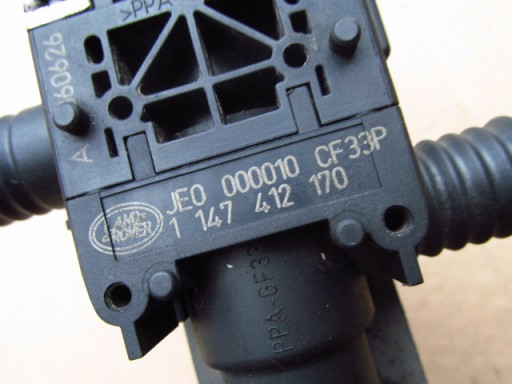 >PPA
060626
A
JE0 000010 CF33P
1 147 412 170
LAND
ROVER
PPA-GF33